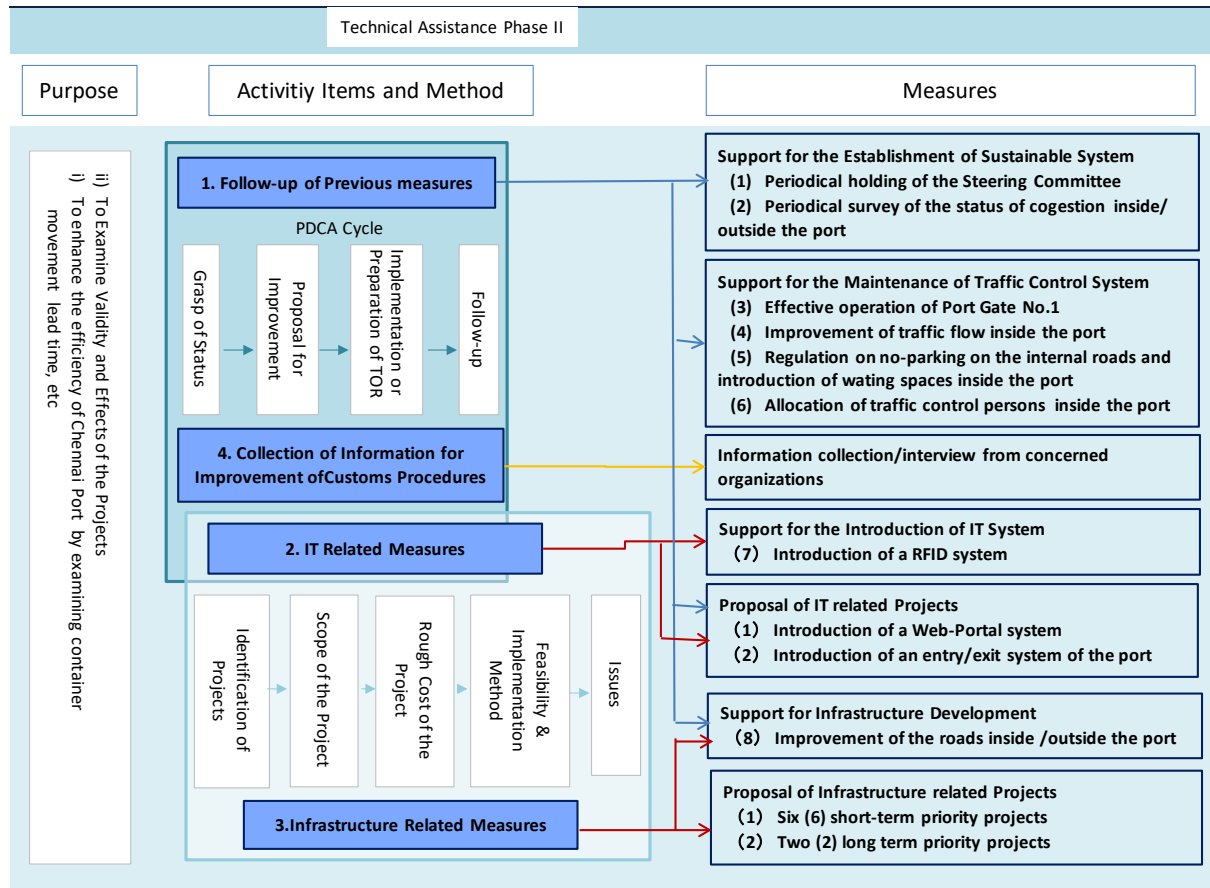 Technical Assistance Phase II
Purpose
Activitiy Items and Method
Measures
ii) To Examine Validity and Effects of the Projects
i) To enhance the efficiency of Chennai Port by examining container
movement lead time, etc
1. Follow-up of Previous measures
PDCA Cycle
Grasp of Status
Proposal for
Improvement
Implementation or
Preparation of TOR
Follow-up
4. Collection of Information for
Improvement ofCustoms Procedures
2. IT Related Measures
Identification of
Projects
Scope of the Project
Rough Cost of the
Project
Feasibility &
Implementation
Method
Issues
3.Infrastructure Related Measures
Support for the Establishment of Sustainable System
(1) Periodical holding of the Steering Committee
(2) Periodical survey of the status of cogestion inside/
outside the port
Support for the Maintenance of Traffic Control System
(3) Effective operation of Port Gate No.1
(4) Improvement of traffic flow inside the port
(5) Regulation on no-parking on the internal roads and
introduction of wating spaces inside the port
(6) Allocation of traffic control persons inside the port
Information collection/interview from concerned
organizations
Support for the Introduction of IT System
(7) Introduction of a RFID system
Proposal of IT related Projects
(1) Introduction of a Web-Portal system
(2) Introduction of an entry/exit system of the port
Support for Infrastructure Development
(8) Improvement of the roads inside /outside the port
Proposal of Infrastructure related Projects
(1) Six (6) short-term priority projects
(2) Two (2) long term priority projects